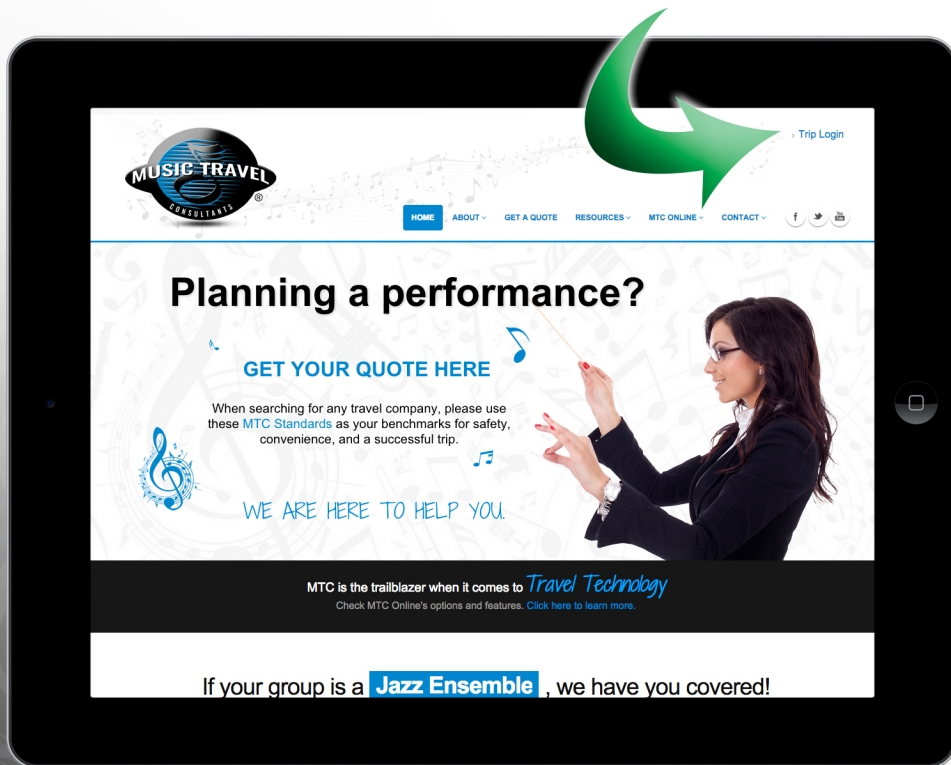 › Trip Login
MUSIC TRAVEL
CONSULTANTS
®
HOME ABOUT GET A QUOTE RESOURCES MTC ONLINE CONTACT f You Tube
Planning a performance?
GET YOUR QUOTE HERE
When searching for any travel company, please use
these MTC Standards as your benchmarks for safety,
convenience, and a successful trip.
WE ARE HERE TO HELP YOU.
MTC is the trailblazer when it comes to Travel Technology
Check MTC Online's options and features. Click here to learn more.
If your group is a Jazz Ensemble , we have you covered!